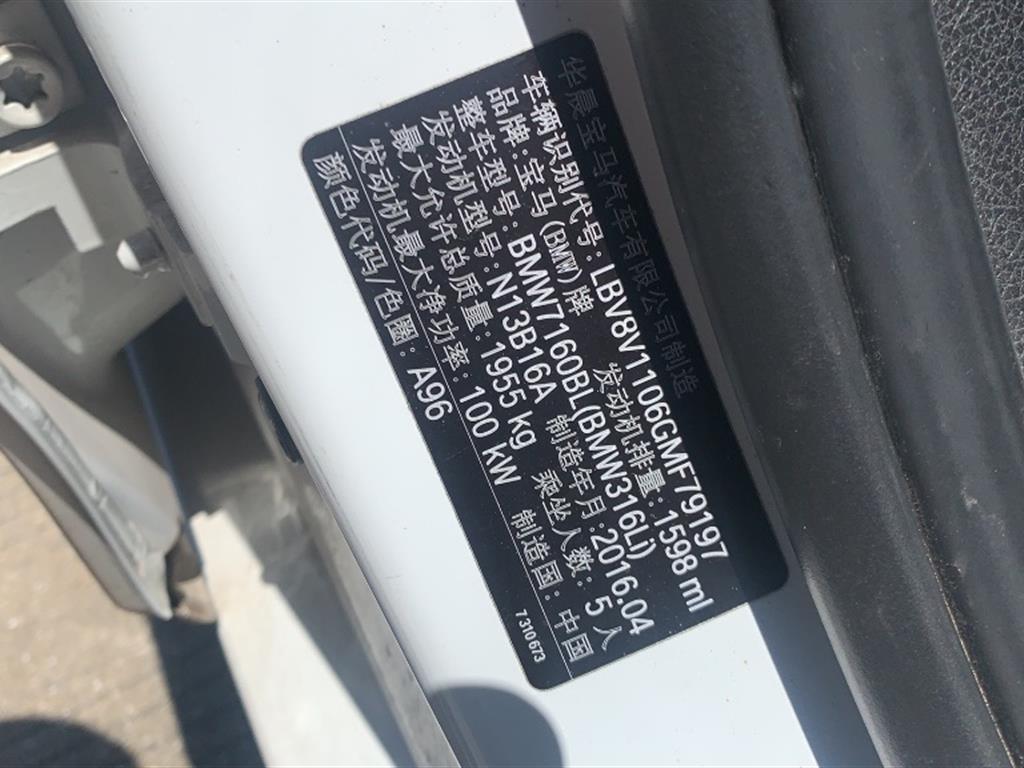 华晨宝马汽车有限公司制造
车辆识别代号: LBV8V1106GMF79197
品牌: 宝马(BMW)牌 发动机排量: 1598 ml
整车型号: BMW7160BL(BMW316Li)
发动机型号: N13B16A 制造年月: 2016.04
最大允许总质量: 1955 kg 乘坐人数: 5 人
发动机最大净功率: 100 kW 制造国: 中国
颜色代码/色圈: A96 7310673